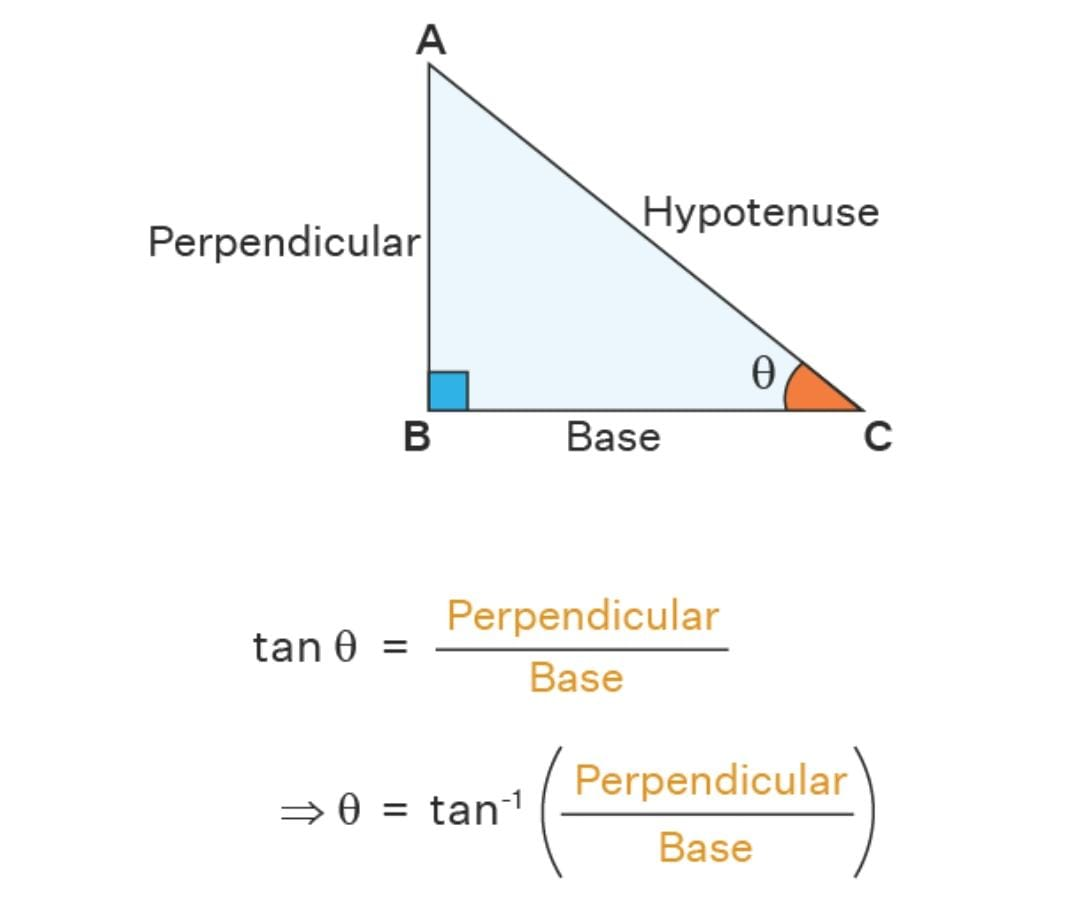 A
Hypotenuse
Perpendicular
θ
B Base C
tan θ = Perpendicular / Base
⇒ θ = tan⁻¹ (Perpendicular / Base)